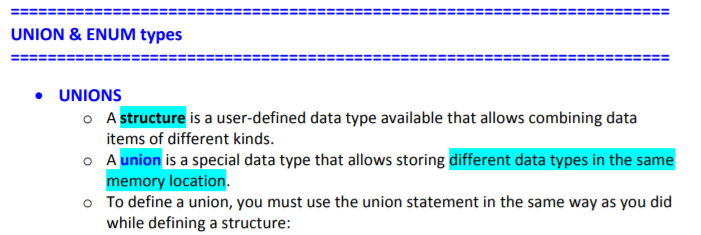 ======================================================================
UNION & ENUM types
======================================================================
• UNIONS
o A structure is a user-defined data type available that allows combining data
items of different kinds.
o A union is a special data type that allows storing different data types in the same
memory location.
o To define a union, you must use the union statement in the same way as you did
while defining a structure: